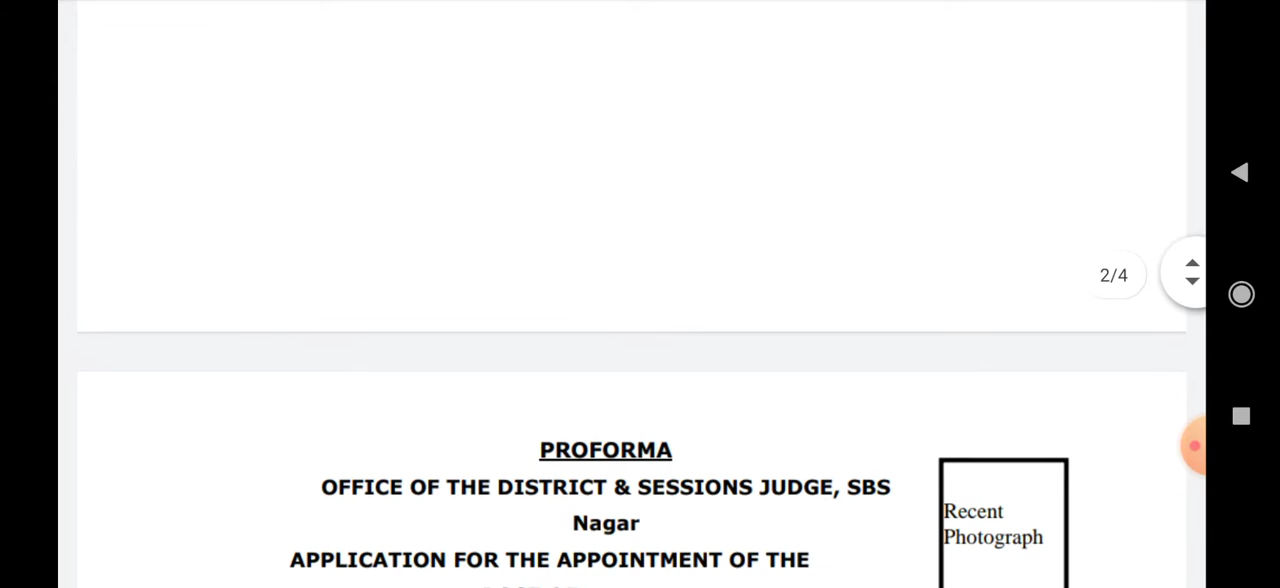 2/4
PROFORMA
OFFICE OF THE DISTRICT & SESSIONS JUDGE, SBS
Nagar
Recent
Photograph
APPLICATION FOR THE APPOINTMENT OF THE